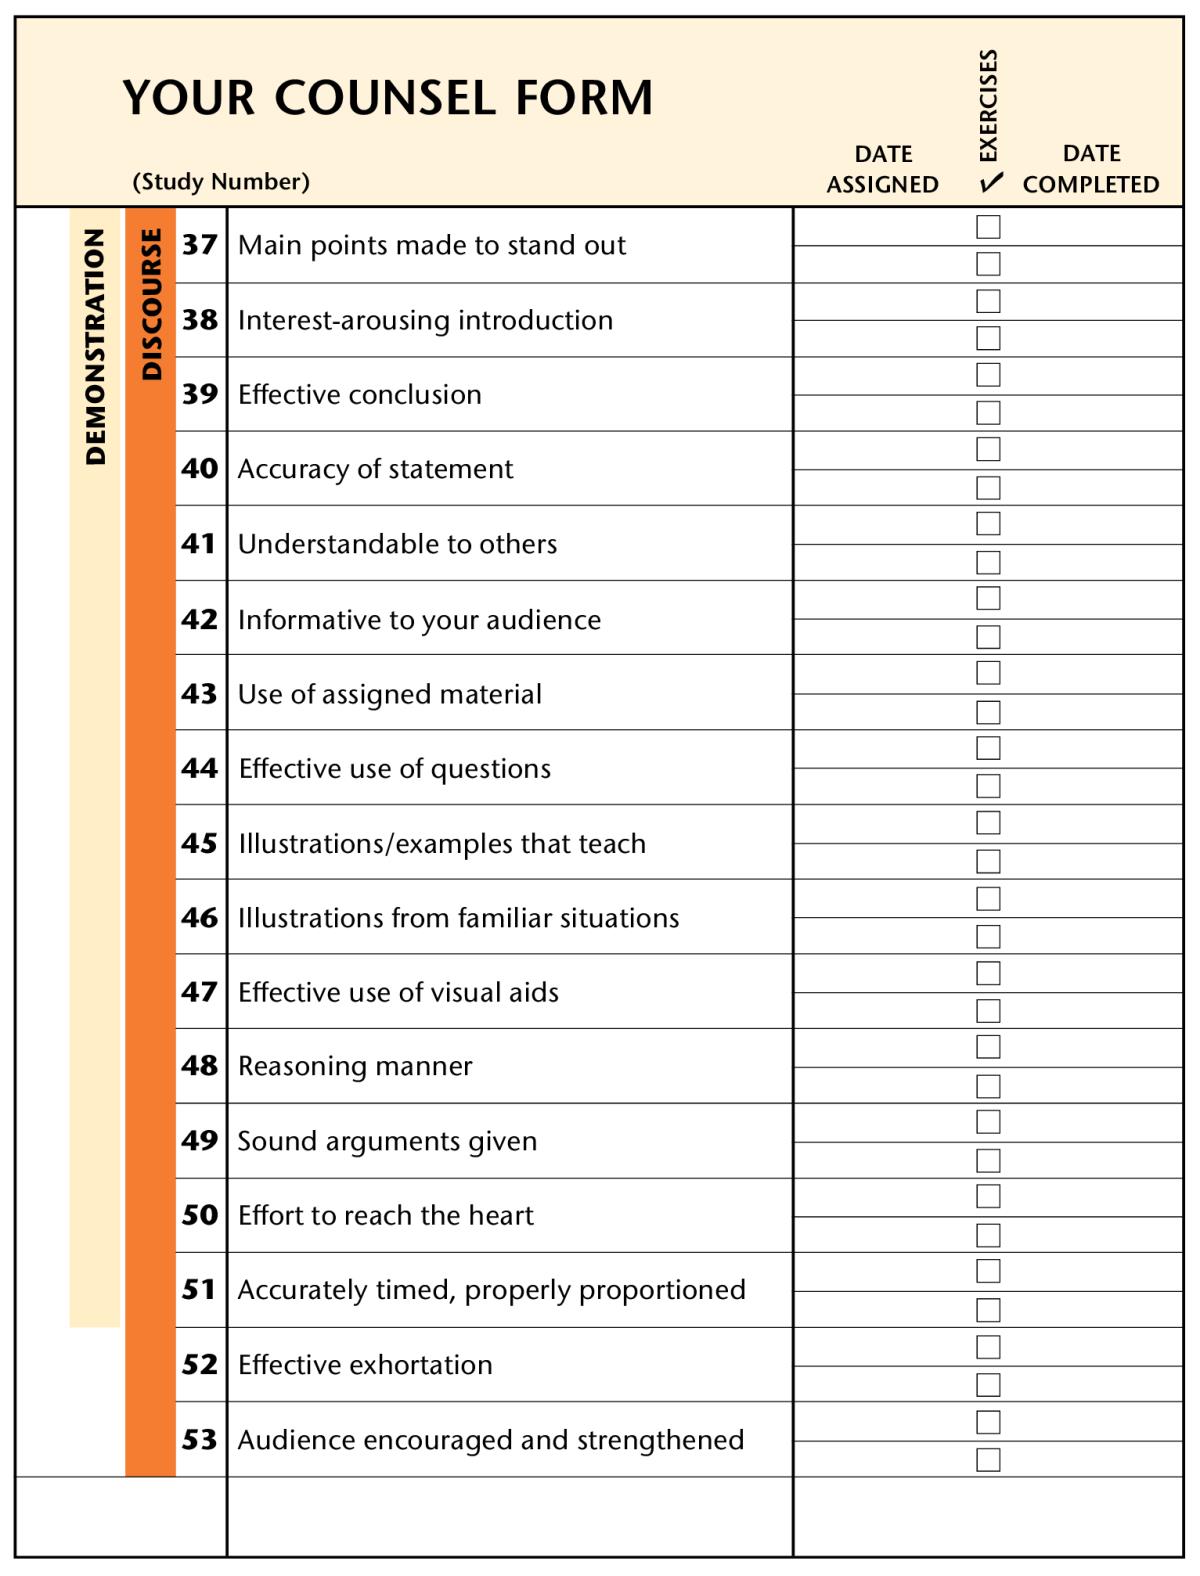 YOUR COUNSEL FORM
(Study Number)
DATE
ASSIGNED
✓ EXERCISES
DATE
COMPLETED
DEMONSTRATION
DISCOURSE
37 Main points made to stand out
38 Interest-arousing introduction
39 Effective conclusion
40 Accuracy of statement
41 Understandable to others
42 Informative to your audience
43 Use of assigned material
44 Effective use of questions
45 Illustrations/examples that teach
46 Illustrations from familiar situations
47 Effective use of visual aids
48 Reasoning manner
49 Sound arguments given
50 Effort to reach the heart
51 Accurately timed, properly proportioned
52 Effective exhortation
53 Audience encouraged and strengthened